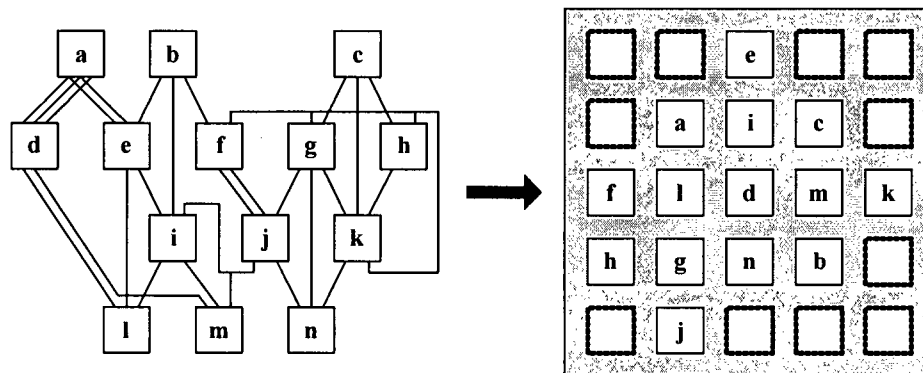 a b c
d e f g h
i j k
l m n
e
a i c
f l d m k
h g n b
j